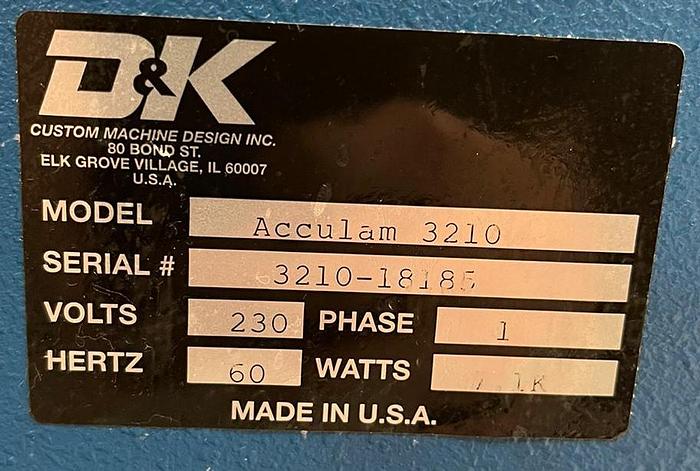 D&K
CUSTOM MACHINE DESIGN INC.
80 BOND ST.
ELK GROVE VILLAGE, IL 60007
U.S.A.
MODEL Acculam 3210
SERIAL # 3210-18185
VOLTS 230 PHASE 1
HERTZ 60 WATTS
MADE IN U.S.A.